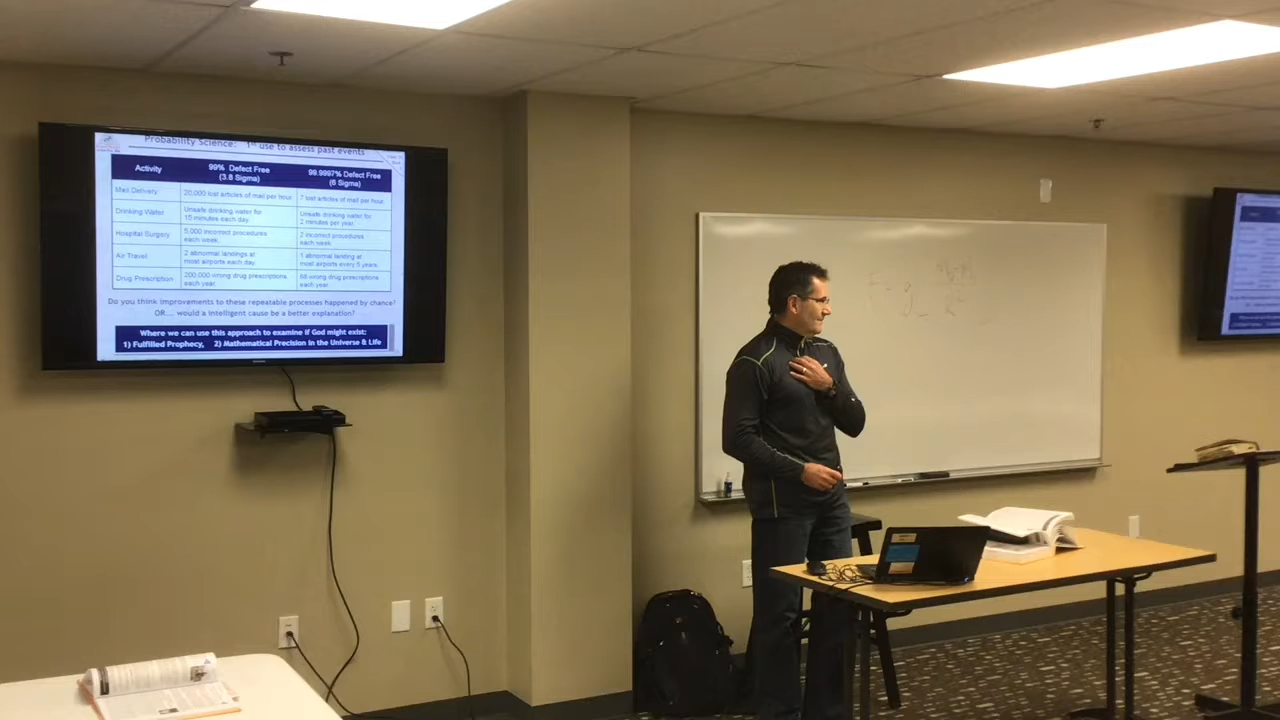 Probability Science: 1st use to assess past events
Activity
99% Defect Free
(3.8 Sigma)
99.9997% Defect Free
(6 Sigma)
Mail Delivery
20,000 lost articles of mail per hour.
7 lost articles of mail per hour.
Drinking Water
Unsafe drinking water for
15 minutes each day.
Unsafe drinking water for
2 minutes per year.
Hospital Surgery
5,000 incorrect procedures
each week.
2 incorrect procedures
each week.
Air Travel
2 abnormal landings at
most airports each day.
1 abnormal landing at
most airports every 5 years.
Drug Prescription
200,000 wrong drug prescriptions
each year.
68 wrong drug prescriptions
each year.
Do you think improvements to these repeatable processes happened by chance?
OR... would a intelligent cause be a better explanation?
Where we can use this approach to examine if God might exist:
1) Fulfilled Prophecy, 2) Mathematical Precision in the Universe & Life